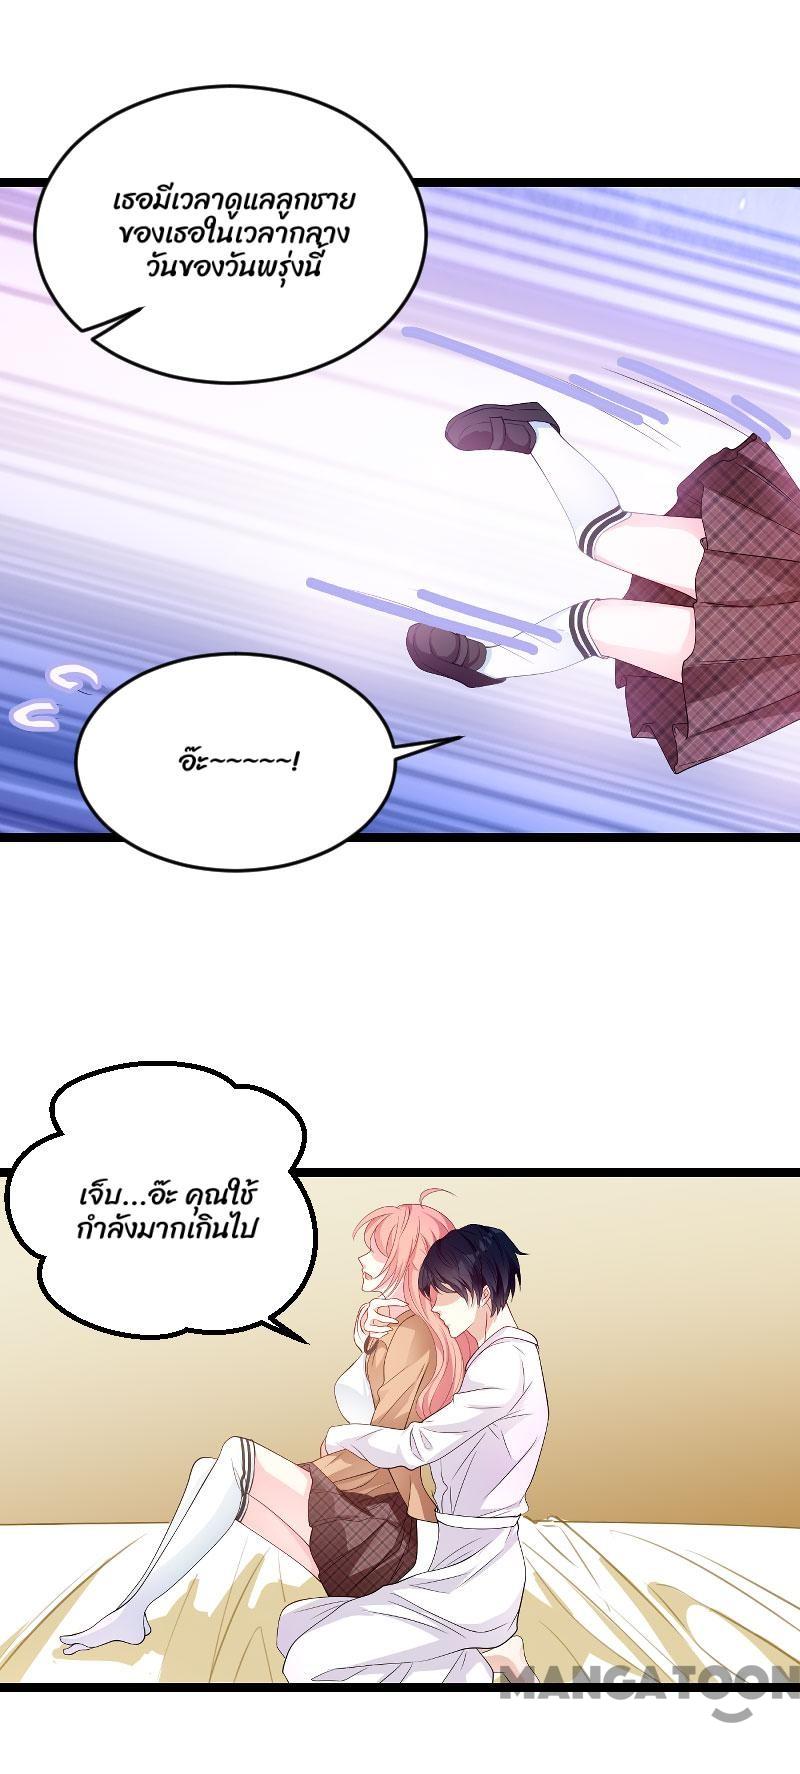 เธอมีเวลาดูแลลูกชาย
ของเธอในเวลากลาง
วันของวันพรุ่งนี้
อ๊ะ~~~~~!
เจ็บ...อ๊ะ คุณใช้
กำลังมากเกินไป
MANGATOON